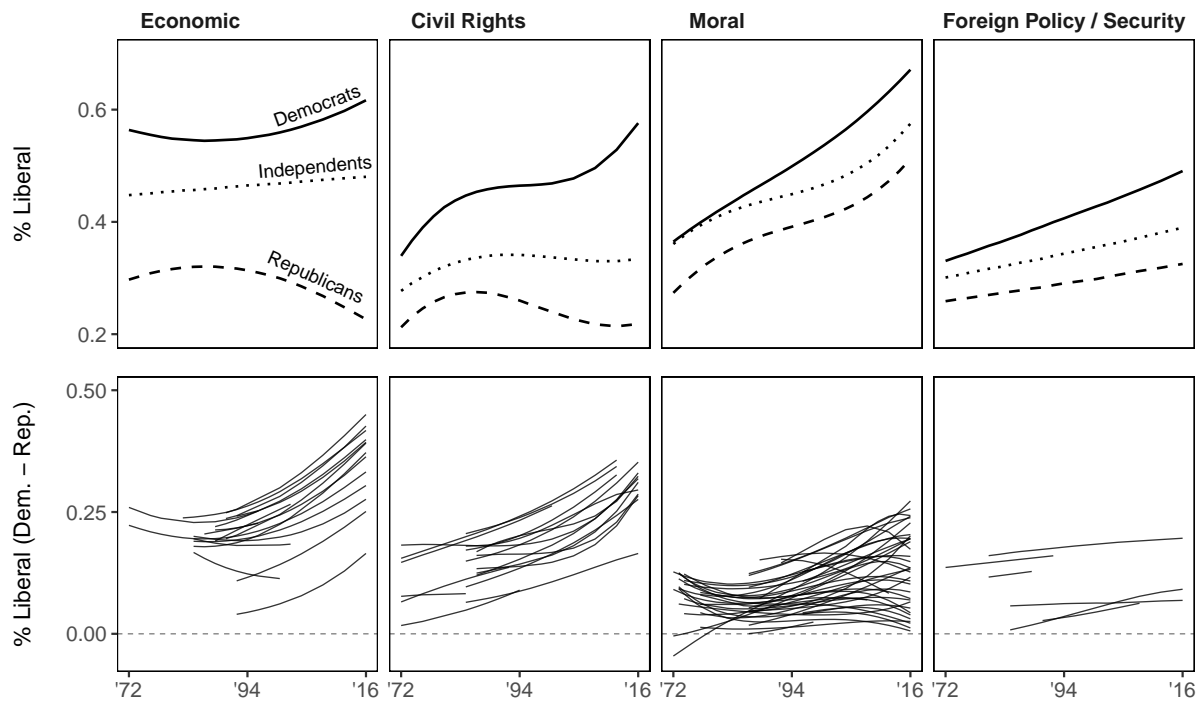 Economic Civil Rights Moral Foreign Policy / Security
% Liberal
0.6
0.4
0.2
Democrats
Independents
Republicans
% Liberal (Dem. − Rep.)
0.50
0.25
0.00
'72 '94 '16 '72 '94 '16 '72 '94 '16 '72 '94 '16